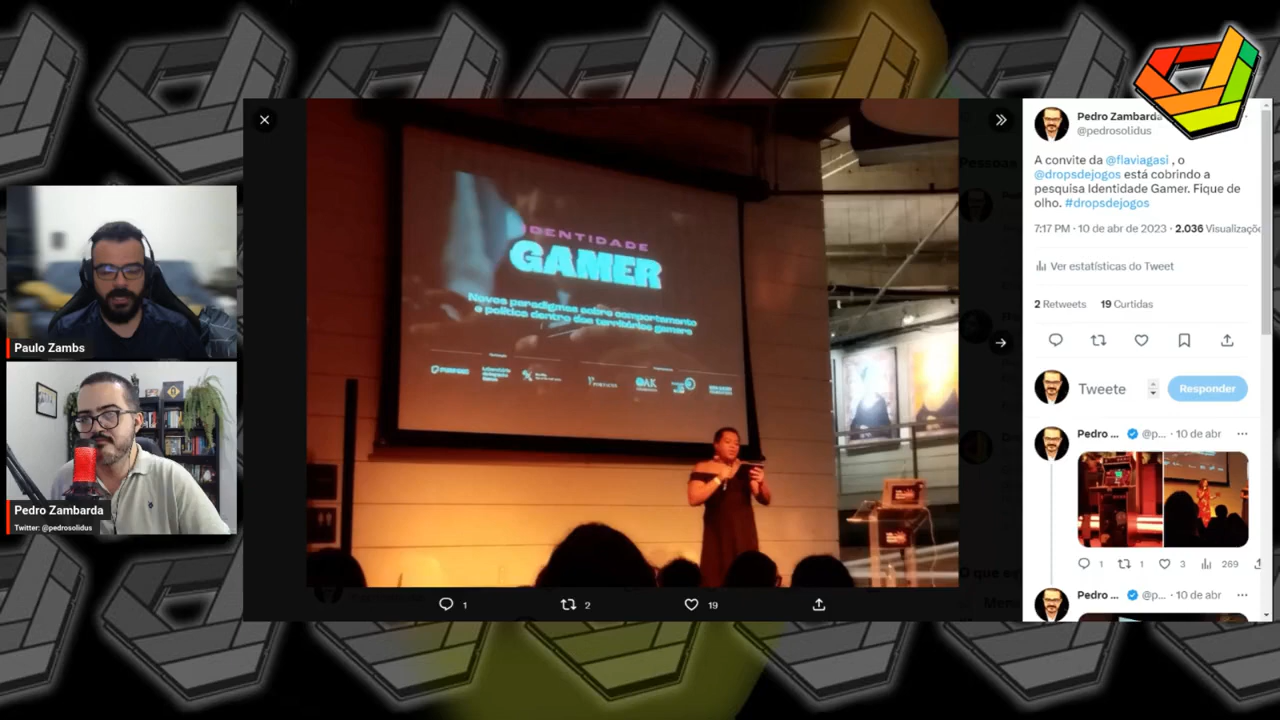 Paulo Zambs
Pedro Zambarda
Twitter: @pedrosolidus
IDENTIDADE
GAMER
Novos paradigmas sobre comportamento
e política dentro dos territórios gamers
OAK
1
2
19
Pedro Zambarda
@pedrosolidus
A convite da @flaviagasi , o
@dropsdejogos está cobrindo a
pesquisa Identidade Gamer. Fique de
olho. #dropsdejogos
7:17 PM · 10 de abr de 2023 · 2.036 Visualizaçõe
Ver estatísticas do Tweet
2 Retweets 19 Curtidas
Tweete
Responder
Pedro ... @p... · 10 de abr
1 1 3 269
Pedro ... @p... · 10 de abr